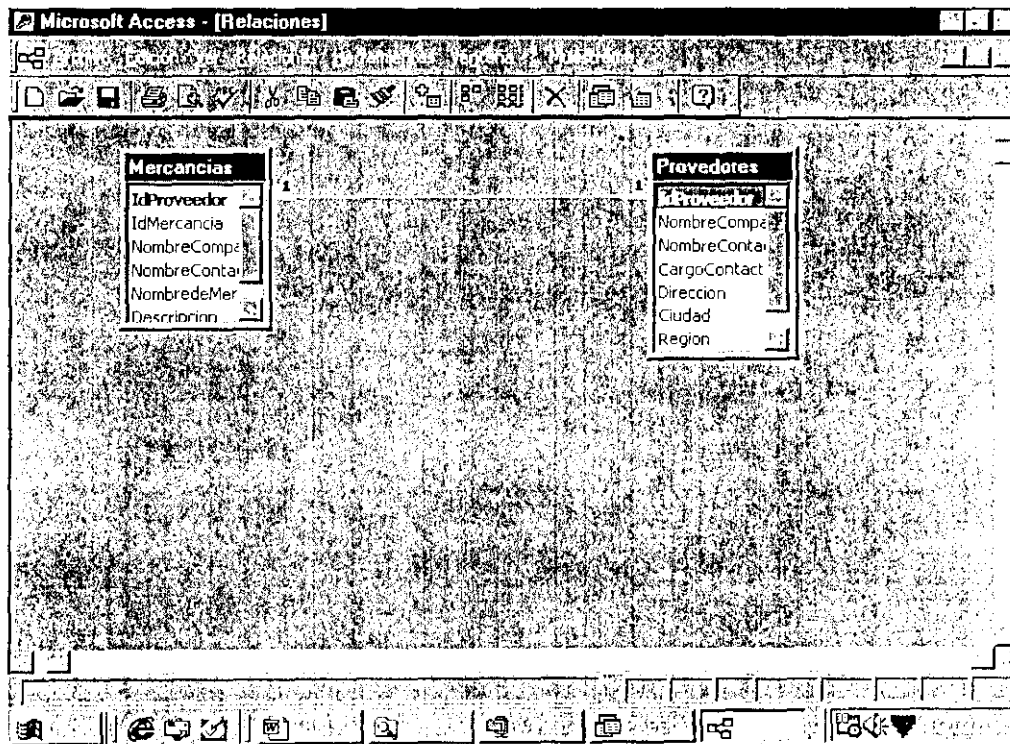 Microsoft Access - [Relaciones]
Mercancias
IdProveedor
IdMercancia
NombreCompa
NombreContac
NombredeMer
Descripcion
1
1
Provedores
IdProveedor
NombreCompa
NombreContac
CargoContact
Direccion
Ciudad
Region